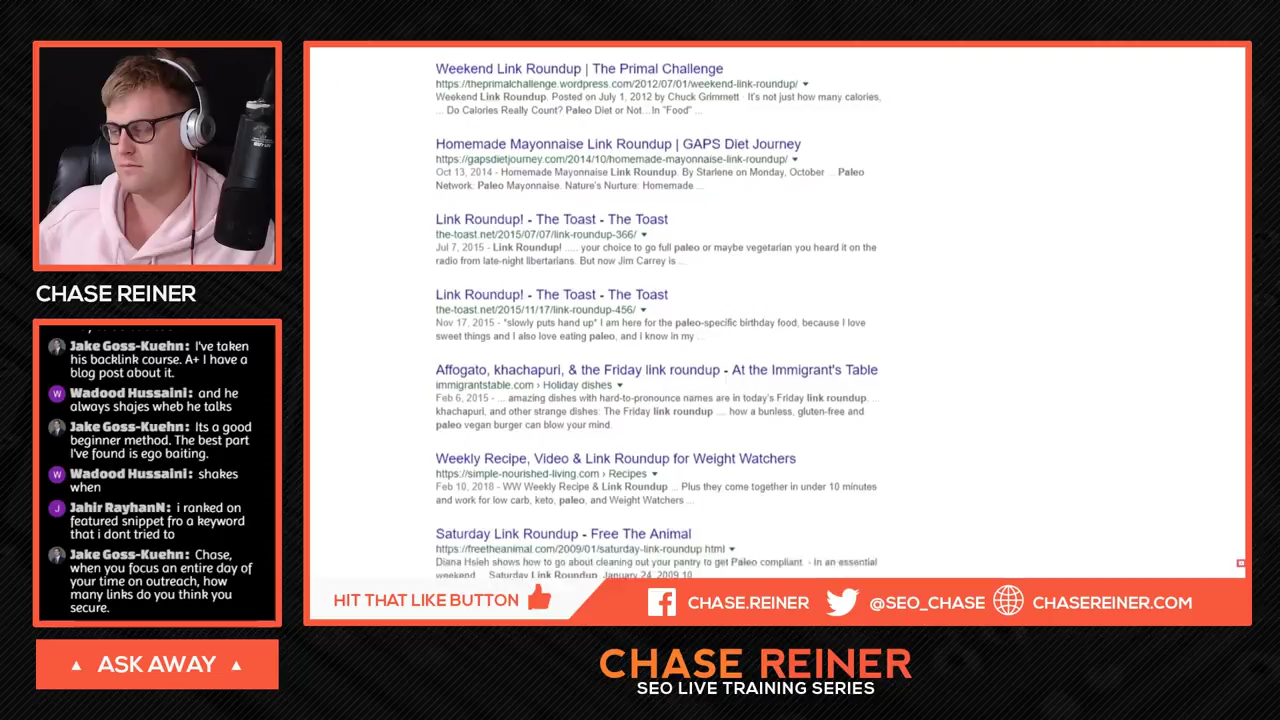 CHASE REINER
Jake Goss-Kuehn: I've taken
his backlink course. A+ I have a
blog post about it.
W Wadood Hussaini: and he
always shajes wheb he talks
Jake Goss-Kuehn: Its a good
beginner method. The best part
I've found is ego baiting.
W Wadood Hussaini: shakes
when
J Jahir RayhanN: i ranked on
featured snippet fro a keyword
that i dont tried to
Jake Goss-Kuehn: Chase,
when you focus an entire day of
your time on outreach, how
many links do you think you
secure.
▲ ASK AWAY ▲
Weekend Link Roundup | The Primal Challenge
https://theprimalchallenge.wordpress.com/2012/07/01/weekend-link-roundup/
Weekend Link Roundup. Posted on July 1, 2012 by Chuck Grimmett · It's not just how many calories,
... Do Calories Really Count? Paleo Diet or Not...In "Food" ...
Homemade Mayonnaise Link Roundup | GAPS Diet Journey
https://gapsdietjourney.com/2014/10/homemade-mayonnaise-link-roundup/
Oct 13, 2014 - Homemade Mayonnaise Link Roundup. By Starlene on Monday, October ... Paleo
Network: Paleo Mayonnaise. Nature's Nurture: Homemade ...
Link Roundup! - The Toast - The Toast
the-toast.net/2015/07/07/link-roundup-366/
Jul 7, 2015 - Link Roundup! ..... your choice to go full paleo or maybe vegetarian you heard it on the
radio from late-night libertarians. But now Jim Carrey is ...
Link Roundup! - The Toast - The Toast
the-toast.net/2015/11/17/link-roundup-456/
Nov 17, 2015 - *slowly puts hand up* I am here for the paleo-specific birthday food, because I love
sweet things and I also love eating paleo, and I know in my ...
Affogato, khachapuri, & the Friday link roundup - At the Immigrant's Table
immigrantstable.com › Holiday dishes
Feb 6, 2015 - ... amazing dishes with hard-to-pronounce names are in today's Friday link roundup. ...
khachapuri, and other strange dishes: The Friday link roundup .... how a bunless, gluten-free and
paleo vegan burger can blow your mind.
Weekly Recipe, Video & Link Roundup for Weight Watchers
https://simple-nourished-living.com › Recipes
Feb 10, 2018 - WW Weekly Recipe & Link Roundup ... Plus they come together in under 10 minutes
and work for low carb, keto, paleo, and Weight Watchers ...
Saturday Link Roundup - Free The Animal
https://freetheanimal.com/2009/01/saturday-link-roundup html
Diana Hsieh shows how to go about cleaning out your pantry to get Paleo compliant. - In an essential
weekend ... Saturday Link Roundup. January 24, 2009 10
HIT THAT LIKE BUTTON
CHASE.REINER @SEO_CHASE CHASEREINER.COM
CHASE REINER
SEO LIVE TRAINING SERIES